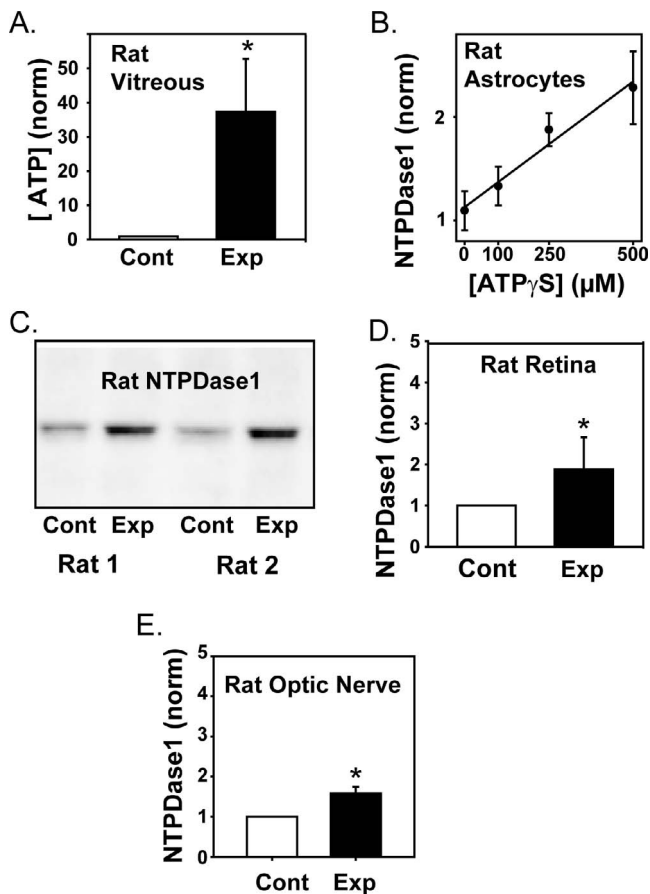 A.
Rat
Vitreous
*
[ ATP] (norm)
50
40
30
20
10
0
Cont Exp
B.
Rat
Astrocytes
NTPDase1 (norm)
2
1
0 100 250 500
[ATPγS] (µM)
C.
Rat NTPDase1
Cont Exp Cont Exp
Rat 1 Rat 2
D.
Rat Retina
*
NTPDase1 (norm)
5
4
3
2
1
0
Cont Exp
E.
Rat Optic Nerve
*
NTPDase1 (norm)
5
4
3
2
1
0
Cont Exp